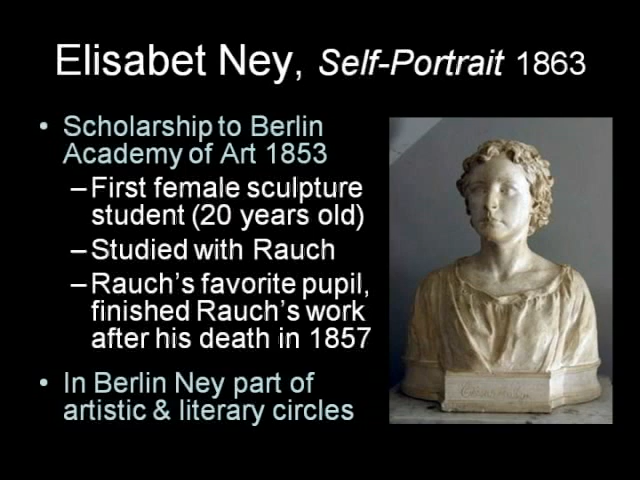 Elisabet Ney, Self-Portrait 1863
• Scholarship to Berlin
Academy of Art 1853
– First female sculpture
student (20 years old)
– Studied with Rauch
– Rauch's favorite pupil,
finished Rauch's work
after his death in 1857
• In Berlin Ney part of
artistic & literary circles